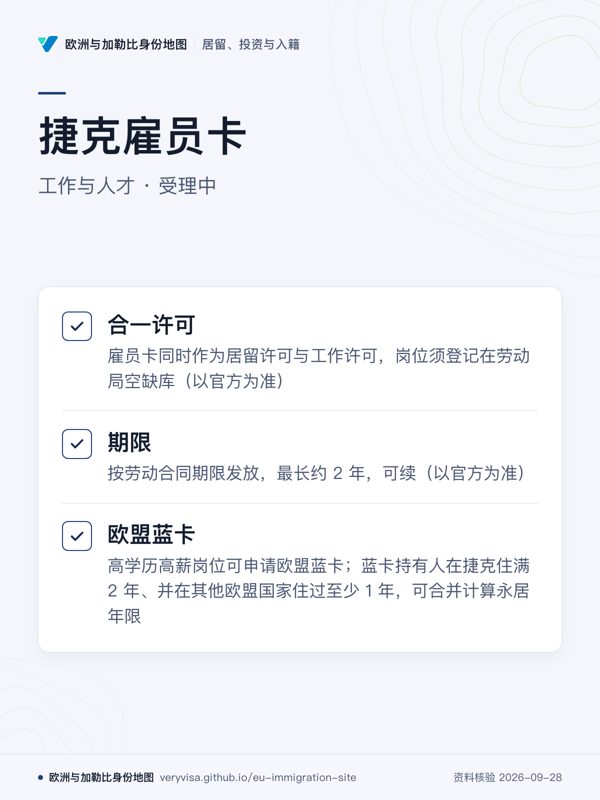 欧洲与加勒比身份地图 居留、投资与入籍
捷克雇员卡
工作与人才 · 受理中
合一许可
雇员卡同时作为居留许可与工作许可，岗位须登记在劳动
局空缺库（以官方为准）
期限
按劳动合同期限发放，最长约 2 年，可续（以官方为准）
欧盟蓝卡
高学历高薪岗位可申请欧盟蓝卡；蓝卡持有人在捷克住满
2 年、并在其他欧盟国家住过至少 1 年，可合并计算永居
年限
欧洲与加勒比身份地图 veryvisa.github.io/eu-immigration-site 资料核验 2026-09-28